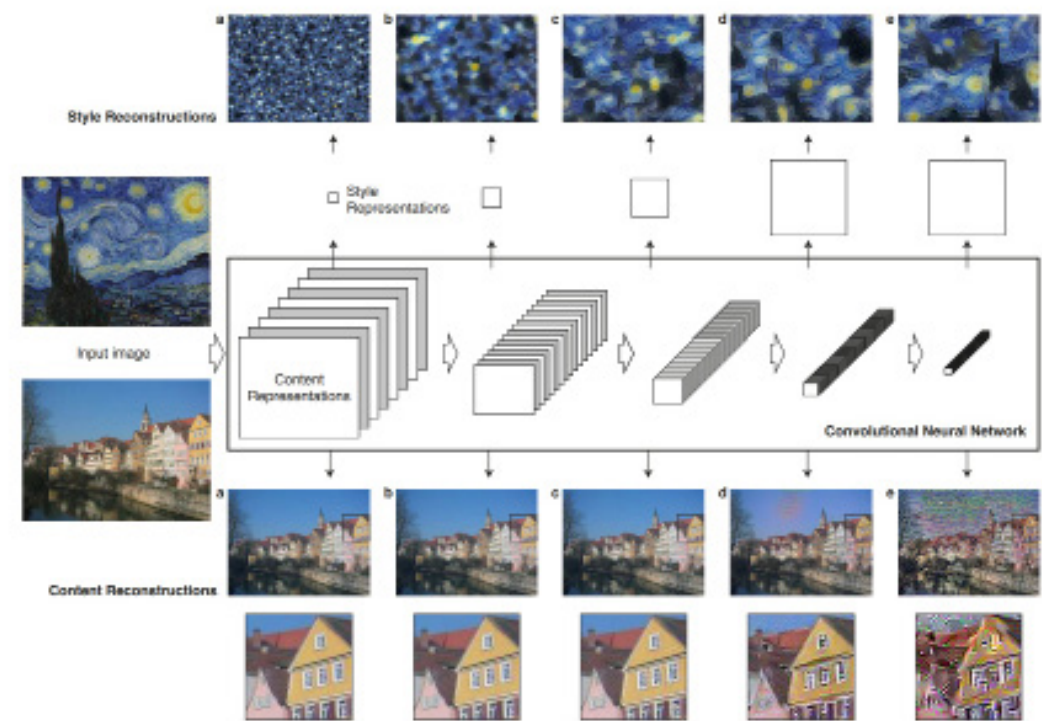 a b c d e
Style Reconstructions
Style
Representations
Input image
Content
Representations
Convolutional Neural Network
a b c d e
Content Reconstructions